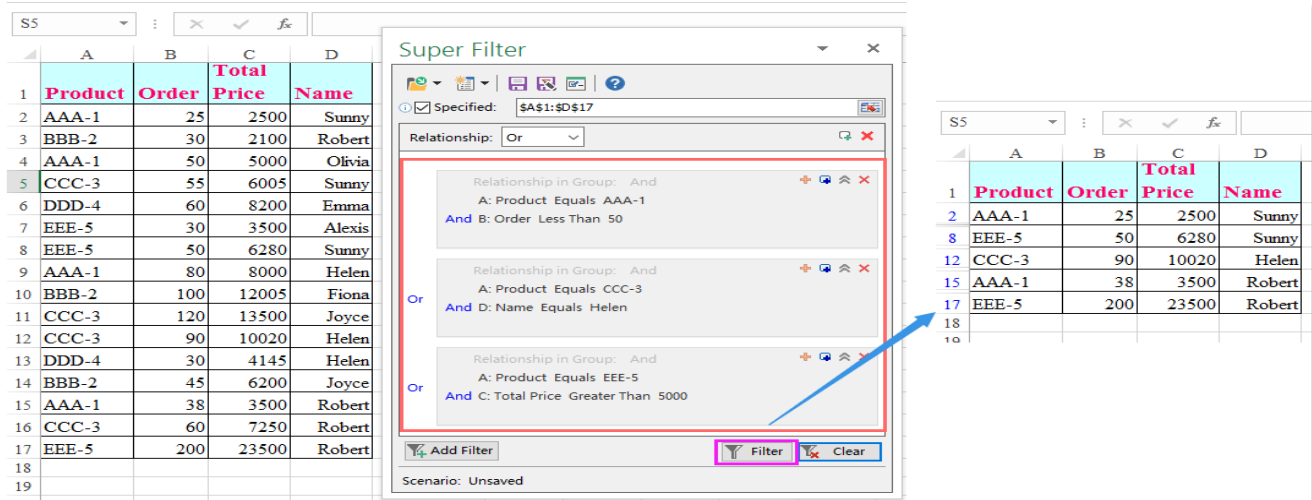 S5
fx
A B C D
1 Product Order Total Price Name
2 AAA-1 25 2500 Sunny
3 BBB-2 30 2100 Robert
4 AAA-1 50 5000 Olivia
5 CCC-3 55 6005 Sunny
6 DDD-4 60 8200 Emma
7 EEE-5 30 3500 Alexis
8 EEE-5 50 6280 Sunny
9 AAA-1 80 8000 Helen
10 BBB-2 100 12005 Fiona
11 CCC-3 120 13500 Joyce
12 CCC-3 90 10020 Helen
13 DDD-4 30 4145 Helen
14 BBB-2 45 6200 Joyce
15 AAA-1 38 3500 Robert
16 CCC-3 60 7250 Robert
17 EEE-5 200 23500 Robert
18
19
Super Filter
Specified: $A$1:$D$17
Relationship: Or
Relationship in Group: And
A: Product Equals AAA-1
And B: Order Less Than 50
Or
Relationship in Group: And
A: Product Equals CCC-3
And D: Name Equals Helen
Or
Relationship in Group: And
A: Product Equals EEE-5
And C: Total Price Greater Than 5000
Add Filter
Filter
Clear
Scenario: Unsaved
S5
fx
A B C D
1 Product Order Total Price Name
2 AAA-1 25 2500 Sunny
8 EEE-5 50 6280 Sunny
12 CCC-3 90 10020 Helen
15 AAA-1 38 3500 Robert
17 EEE-5 200 23500 Robert
18
19